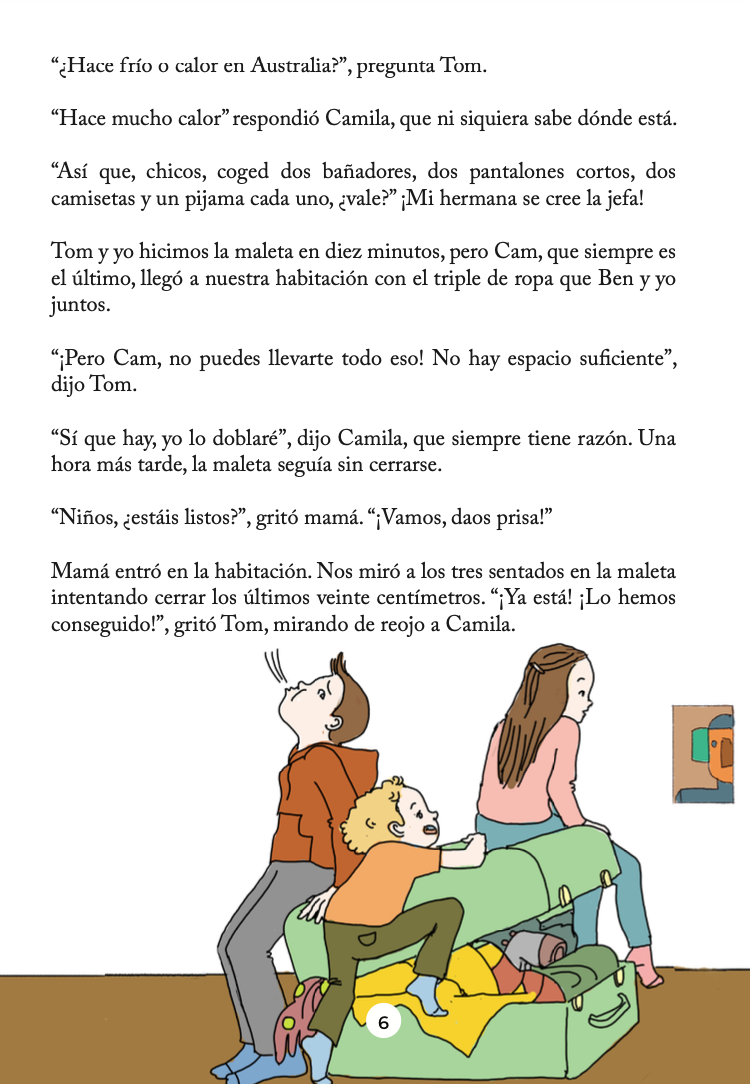 “¿Hace frío o calor en Australia?”, pregunta Tom.
“Hace mucho calor” respondió Camila, que ni siquiera sabe dónde está.
“Así que, chicos, coged dos bañadores, dos pantalones cortos, dos
camisetas y un pijama cada uno, ¿vale?” ¡Mi hermana se cree la jefa!
Tom y yo hicimos la maleta en diez minutos, pero Cam, que siempre es
el último, llegó a nuestra habitación con el triple de ropa que Ben y yo
juntos.
“¡Pero Cam, no puedes llevarte todo eso! No hay espacio suficiente”,
dijo Tom.
“Sí que hay, yo lo doblaré”, dijo Camila, que siempre tiene razón. Una
hora más tarde, la maleta seguía sin cerrarse.
“Niños, ¿estáis listos?”, gritó mamá. “¡Vamos, daos prisa!”
Mamá entró en la habitación. Nos miró a los tres sentados en la maleta
intentando cerrar los últimos veinte centímetros. “¡Ya está! ¡Lo hemos
conseguido!”, gritó Tom, mirando de reojo a Camila.
6